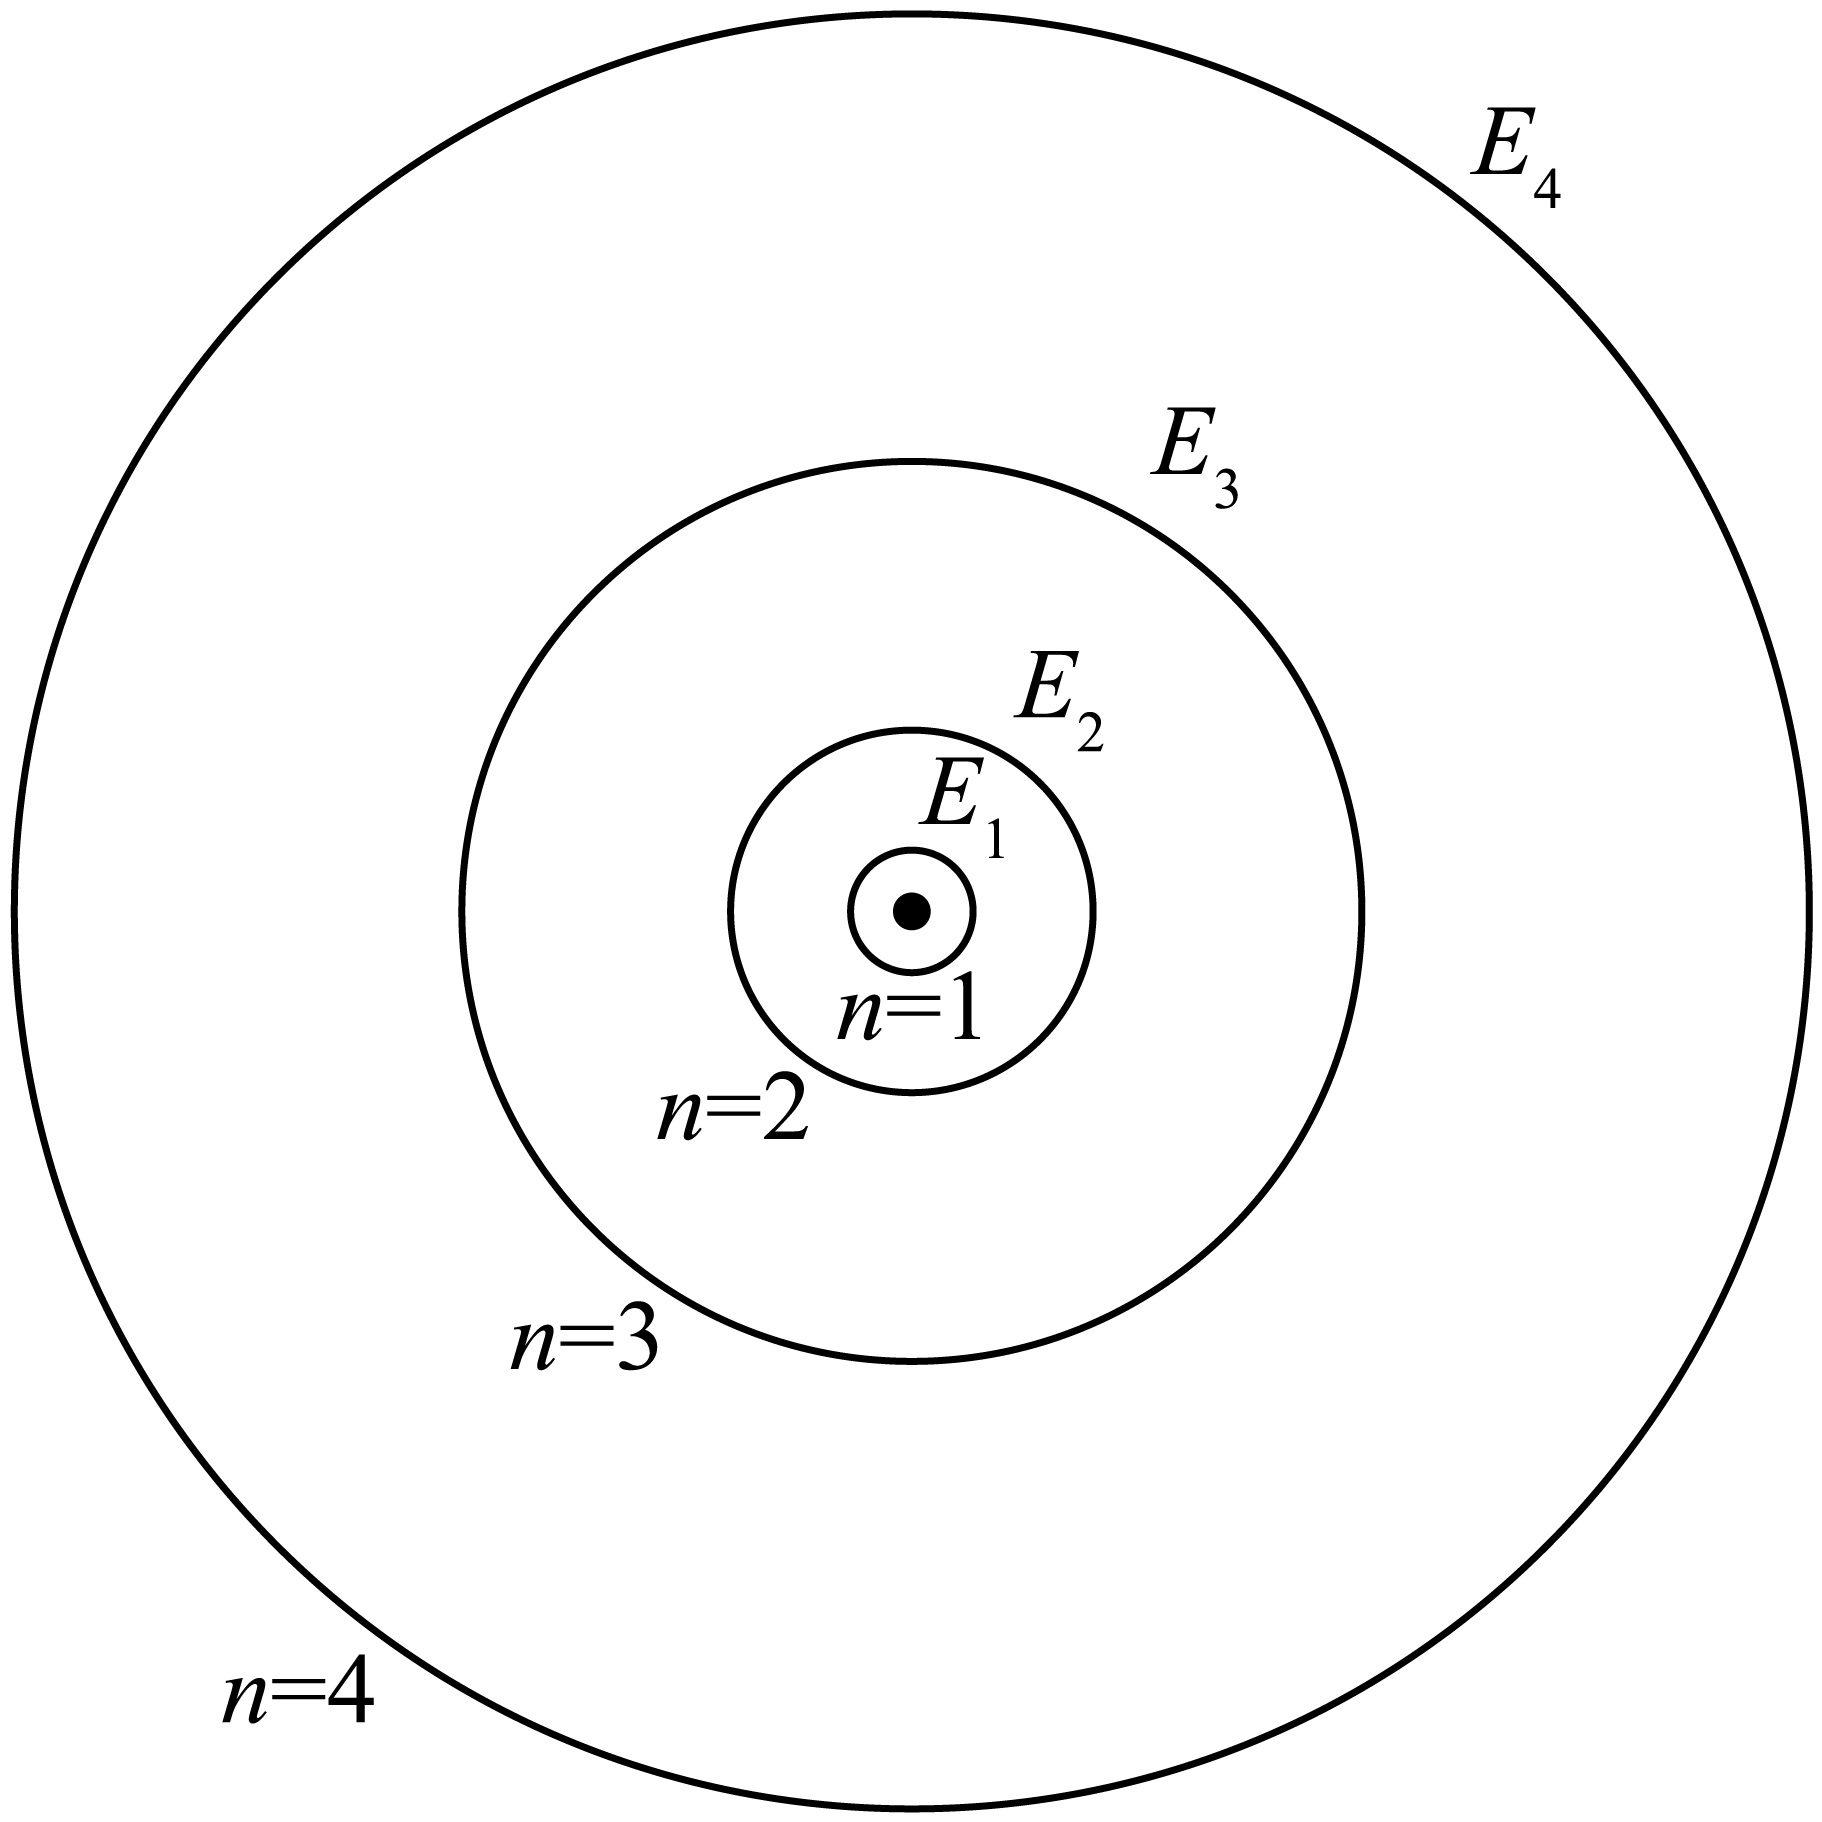 E₄
E₃
E₂
E₁
n=1
n=2
n=3
n=4